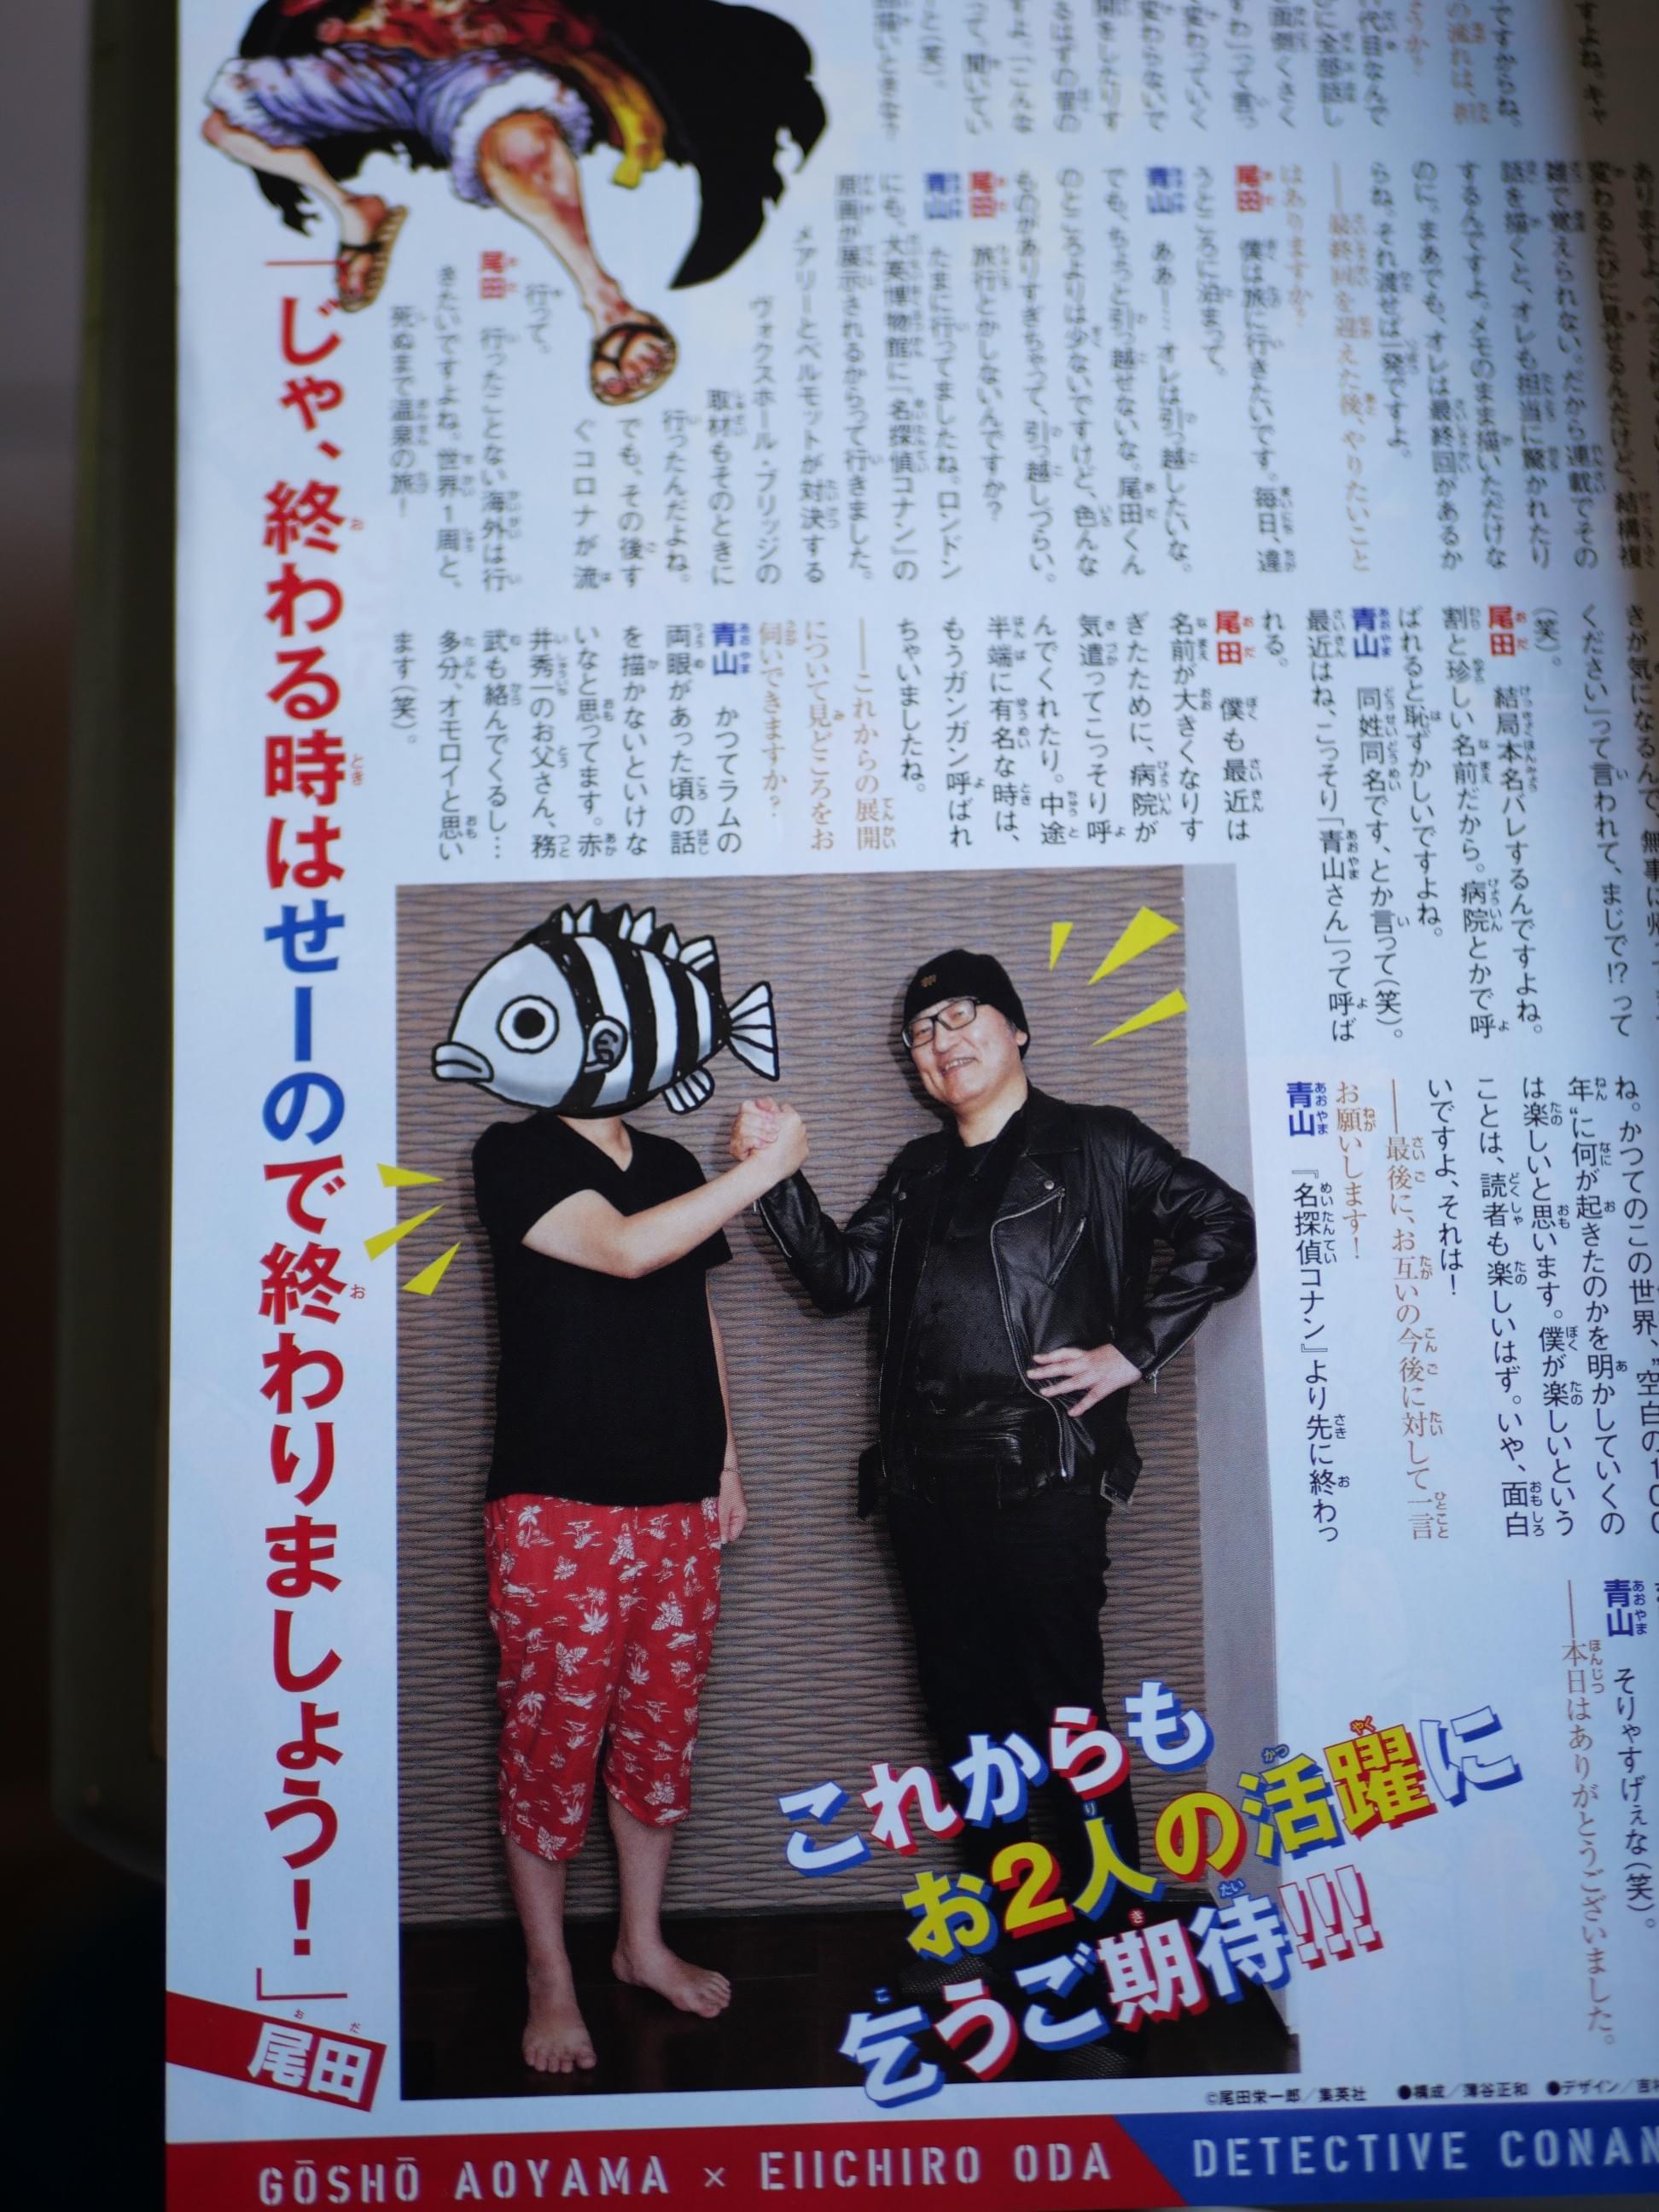 すよね。キャ
ですからね。
の流れは、
か?
代目なんで
に全部話し
面倒くさく
すわ」って言っ
変わっていく
変わらないで
聞をしたりす
るはずの昔の
すよ。「こんな
って、聞いてい
と(笑)。
ありますよ。
変わるたびに見せるんだけど、結構複
雑で覚えられない。だから連載でその
話を描くと、オレも担当に驚かれたり
するんですよ。メモのまま描いただけな
のに。まあでも、オレは最終回があるか
らね。それ渡せば一発ですよ。
――最終回を迎えた後、やりたいこと
はありますか?
尾田 僕は旅に行きたいです。毎日、違
うところに泊まって。
青山 ああ…。オレは引っ越したいな。
でも、ちょっと引っ越せないな。尾田くん
のところよりは少ないですけど、色んな
ものがありすぎちゃって、引っ越しづらい。
尾田 旅行とかしないんですか?
青山 たまに行ってましたね。ロンドン
にも、大英博物館に『名探偵コナン』の
原画が展示されるからって行きました。
メアリーとベルモットが対決する
ヴォクスホール・ブリッジの
取材もそのときに
行ったんだよね。
でも、その後す
ぐコロナが流
行って。
尾田 行ったことない海外は行
きたいですよね。世界1周と、
死ぬまで温泉の旅!
きが気になるんで、無事に
ください」って言われて、まじで!?って
(笑)。
尾田 結局本名バレするんですよね。
割と珍しい名前だから。病院とかで呼
ばれると恥ずかしいですよね。
青山 同姓同名です、とか言って(笑)。
最近はね、こっそり「青山さん」って呼ば
れる。
尾田 僕も最近は
名前が大きくなりす
ぎたために、病院が
気遣ってこっそり呼
んでくれたり。中途
半端に有名な時は、
もうガンガン呼ばれ
ちゃいましたね。
――これからの展開
について見どころをお
伺いできますか?
青山 かつてラムの
両眼があった頃の話
を描かないといけな
いなと思ってます。赤
井秀一のお父さん、務
武も絡んでくるし…
多分、オモロイと思い
ます(笑)。
ね。かつてのこの世界、"空白の10
年"に何が起きたのかを明かしていくの
は楽しいと思います。僕が楽しいという
ことは、読者も楽しいはず。いや、面白
いですよ、それは!
――最後に、お互いの今後に対して一言
お願いします!
青山 『名探偵コナン』より先に終わっ
青山 そりゃすげぇな(笑)。
――本日はありがとうございました。
「じゃ、終わる時はせーので終わりましょう!」
尾田
これからも
お2人の活躍に
乞うご期待!!!
©尾田栄一郎/集英社 ●構成/薄谷正和 ●デザイン/
GŌSHŌ AOYAMA × EIICHIRO ODA
DETECTIVE CONAN